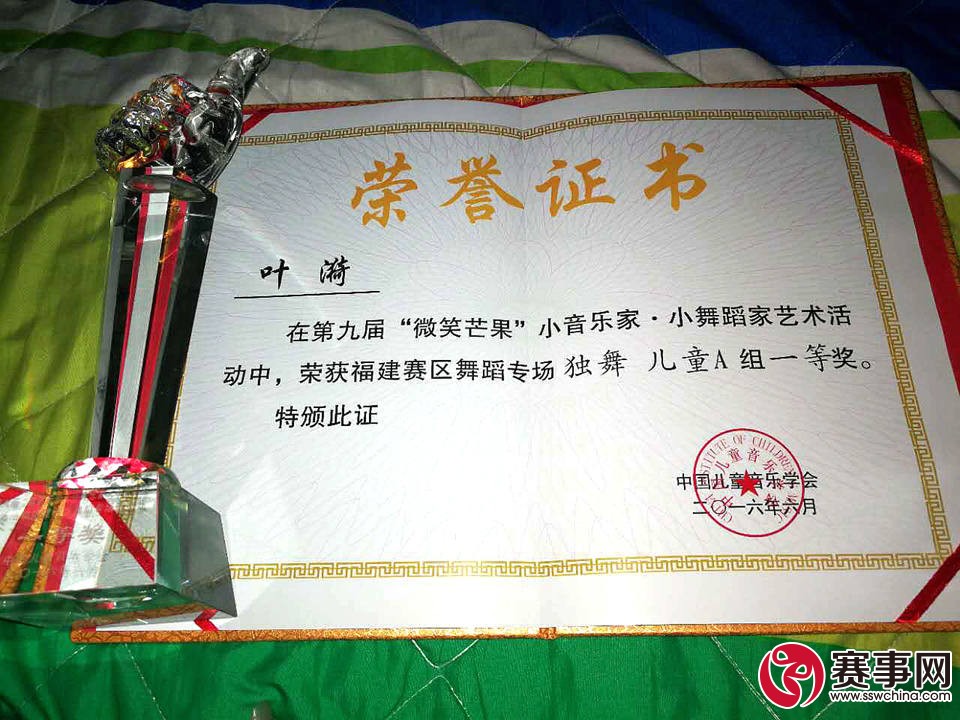 荣誉证书
叶漪
在第九届“微笑芒果”小音乐家·小舞蹈家艺术活
动中，荣获福建赛区舞蹈专场 独舞 儿童A 组一等奖。
特颁此证
中国儿童音乐学会
二〇一六年六月
赛事网
www.sswchina.com